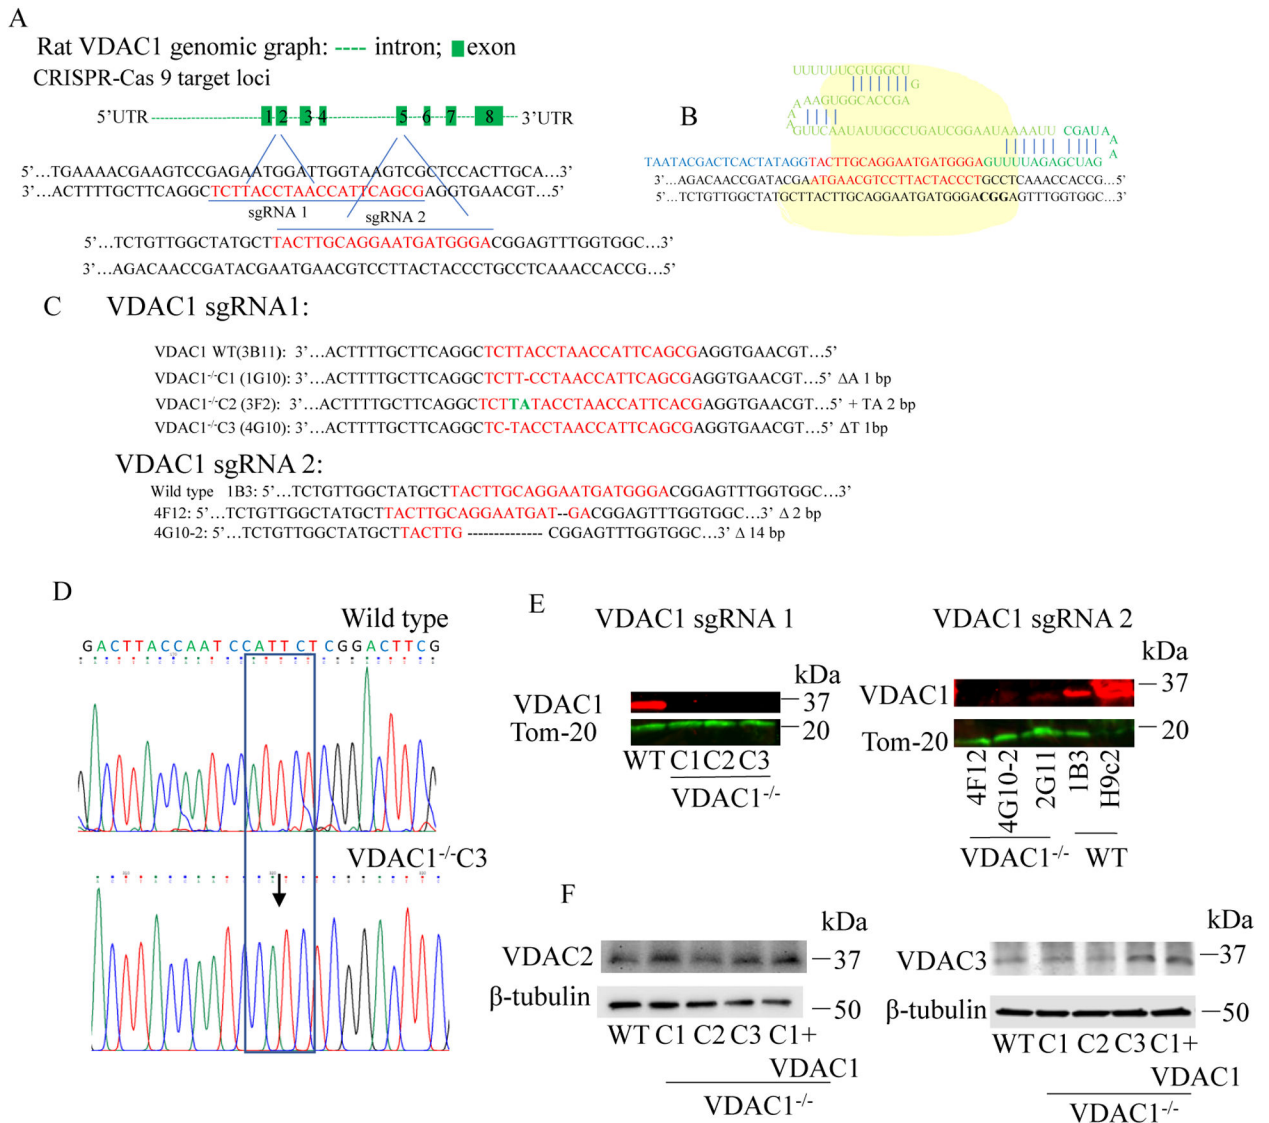 A
Rat VDAC1 genomic graph: ---- intron; exon
CRISPR-Cas 9 target loci
5’UTR 1 2 3 4 5 6 7 8 3’UTR
5’…TGAAAACGAAGTCCGAGAATGGATTGGTAAGTCGCTCCACTTGCA…3’
3’…ACTTTTGCTTCAGGCTCTTACCTAACCATTCAGCGAGGTGAACGT…5’
sgRNA 1
sgRNA 2
5’…TCTGTTGGCTATGCTTACTTGCAGGAATGATGGGACGGAGTTTGGTGGC…3’
3’…AGACAACCGATACGAATGAACGTCCTTACTACCCTGCCTCAAACCACCG…5’
B
UUUUUUCGUGGCU
G
AAGUGGCACCGA
A
A
GUUCAAUAUUGCCUGAUCGGAAUAAAAUU CGAUA
A
A
TAATACGACTCACTATAGGTACTTGCAGGAATGATGGGAGUUUUAGAGCUAG
3’…AGACAACCGATACGAATGAACGTCCTTACTACCCTGCCTCAAACCACCG…5’
5’…TCTGTTGGCTATGCTTACTTGCAGGAATGATGGGACGGAGTTTGGTGGC…3’
C
VDAC1 sgRNA1:
VDAC1 WT(3B11): 3’…ACTTTTGCTTCAGGCTCTTACCTAACCATTCAGCGAGGTGAACGT…5’
VDAC1-/-C1 (1G10): 3’…ACTTTTGCTTCAGGCTCTT-CCTAACCATTCAGCGAGGTGAACGT…5’ ΔA 1 bp
VDAC1-/-C2 (3F2): 3’…ACTTTTGCTTCAGGCTCTTTATACCTAACCATTCACGAGGTGAACGT…5’ + TA 2 bp
VDAC1-/-C3 (4G10): 3’…ACTTTTGCTTCAGGCTC-TACCTAACCATTCAGCGAGGTGAACGT…5’ ΔT 1bp
VDAC1 sgRNA 2:
Wild type 1B3: 5’…TCTGTTGGCTATGCTTACTTGCAGGAATGATGGGACGGAGTTTGGTGGC…3’
4F12: 5’…TCTGTTGGCTATGCTTACTTGCAGGAATGAT--GACGGAGTTTGGTGGC…3’ Δ 2 bp
4G10-2: 5’…TCTGTTGGCTATGCTTACTTG -------------- CGGAGTTTGGTGGC…3’ Δ 14 bp
D
Wild type
GACTTACCAATCCATTCTCGGACTTCG
VDAC1-/-C3
E
VDAC1 sgRNA 1
kDa
VDAC1
37
Tom-20
20
WT C1 C2 C3
VDAC1-/-
VDAC1 sgRNA 2
kDa
VDAC1
37
Tom-20
20
4F12 4G10-2 2G11 1B3 H9c2
VDAC1-/- WT
F
kDa
VDAC2
37
β-tubulin
50
WT C1 C2 C3 C1+
VDAC1
VDAC1-/-
kDa
VDAC3
37
β-tubulin
50
WT C1 C2 C3 C1+
VDAC1
VDAC1-/-